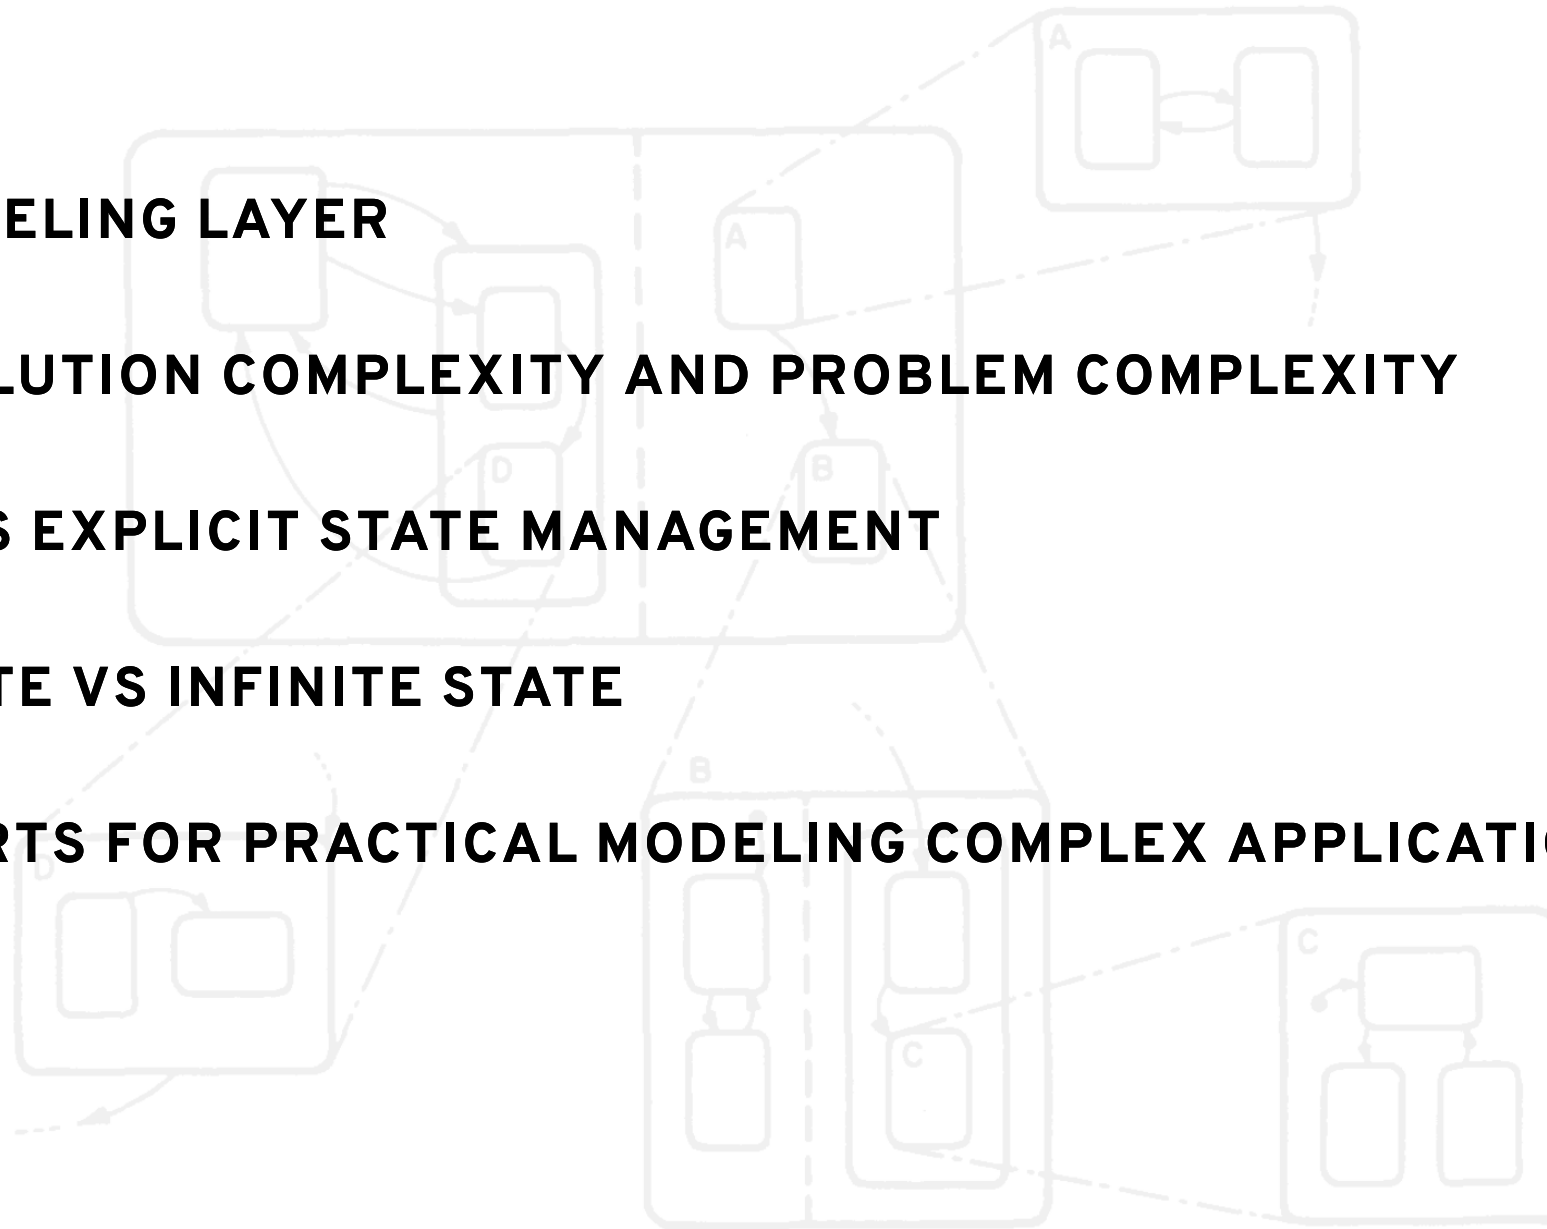 ELING LAYER
LUTION COMPLEXITY AND PROBLEM COMPLEXITY
S EXPLICIT STATE MANAGEMENT
TE VS INFINITE STATE
RTS FOR PRACTICAL MODELING COMPLEX APPLICATIO
A
A
D
B
B
D
C
C